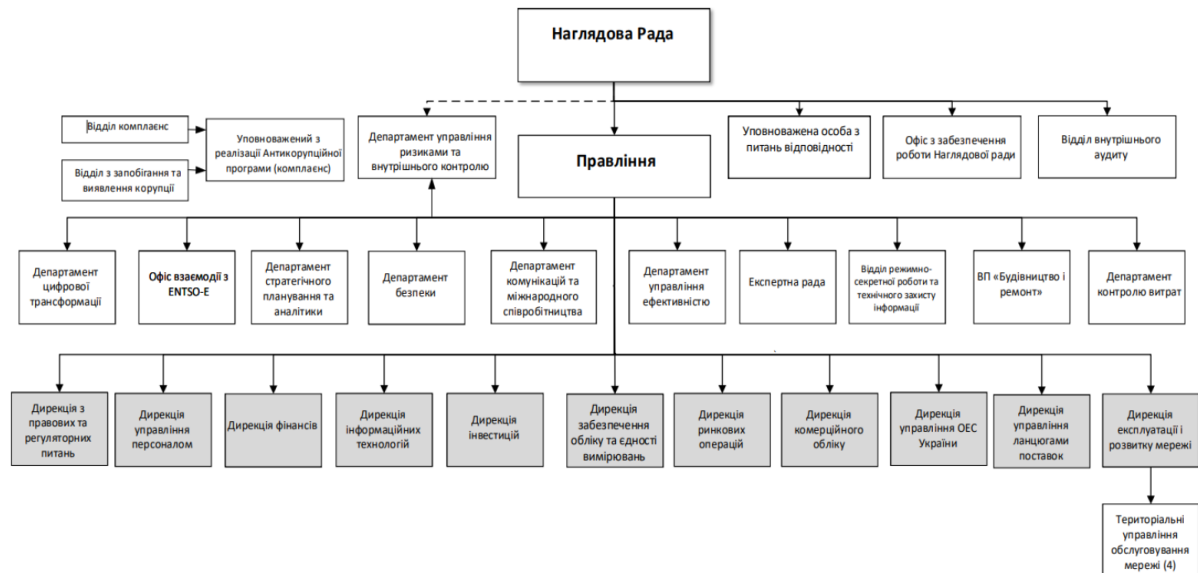 Наглядова Рада
Відділ комплаєнс
Відділ з запобігання та
виявлення корупції
Уповноважений з
реалізації Антикорупційної
програми (комплаєнс)
Департамент управління
ризиками та
внутрішнього контролю
Правління
Уповноважена особа з
питань відповідності
Офіс з забезпечення
роботи Наглядової ради
Відділ внутрішнього
аудиту
Департамент
цифрової
трансформації
Офіс взаємодії з
ENTSO-E
Департамент
стратегічного
планування та
аналітики
Департамент
безпеки
Департамент
комунікацій та
міжнародного
співробітництва
Департамент
управління
ефективністю
Експертна рада
Відділ режимно-
секретної роботи та
технічного захисту
інформації
ВП «Будівництво і
ремонт»
Департамент
контролю витрат
Дирекція з
правових та
регуляторних
питань
Дирекція
управління
персоналом
Дирекція фінансів
Дирекція
інформаційних
технологій
Дирекція
інвестицій
Дирекція
забезпечення
обліку та єдності
вимірювань
Дирекція
ринкових
операцій
Дирекція
комерційного
обліку
Дирекція
управління ОЕС
України
Дирекція
управління
ланцюгами
поставок
Дирекція
експлуатації і
розвитку мережі
Територіальні
управління
обслуговування
мережі (4)